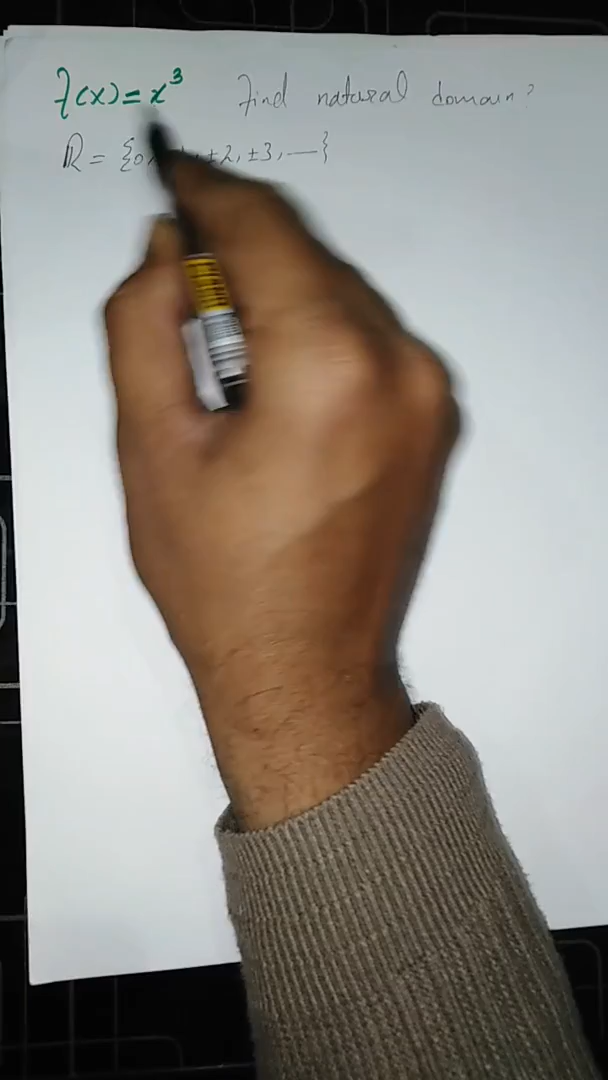 f(x) = x³ Find natural domain?
ℝ = {0, ±2, ±3, — }